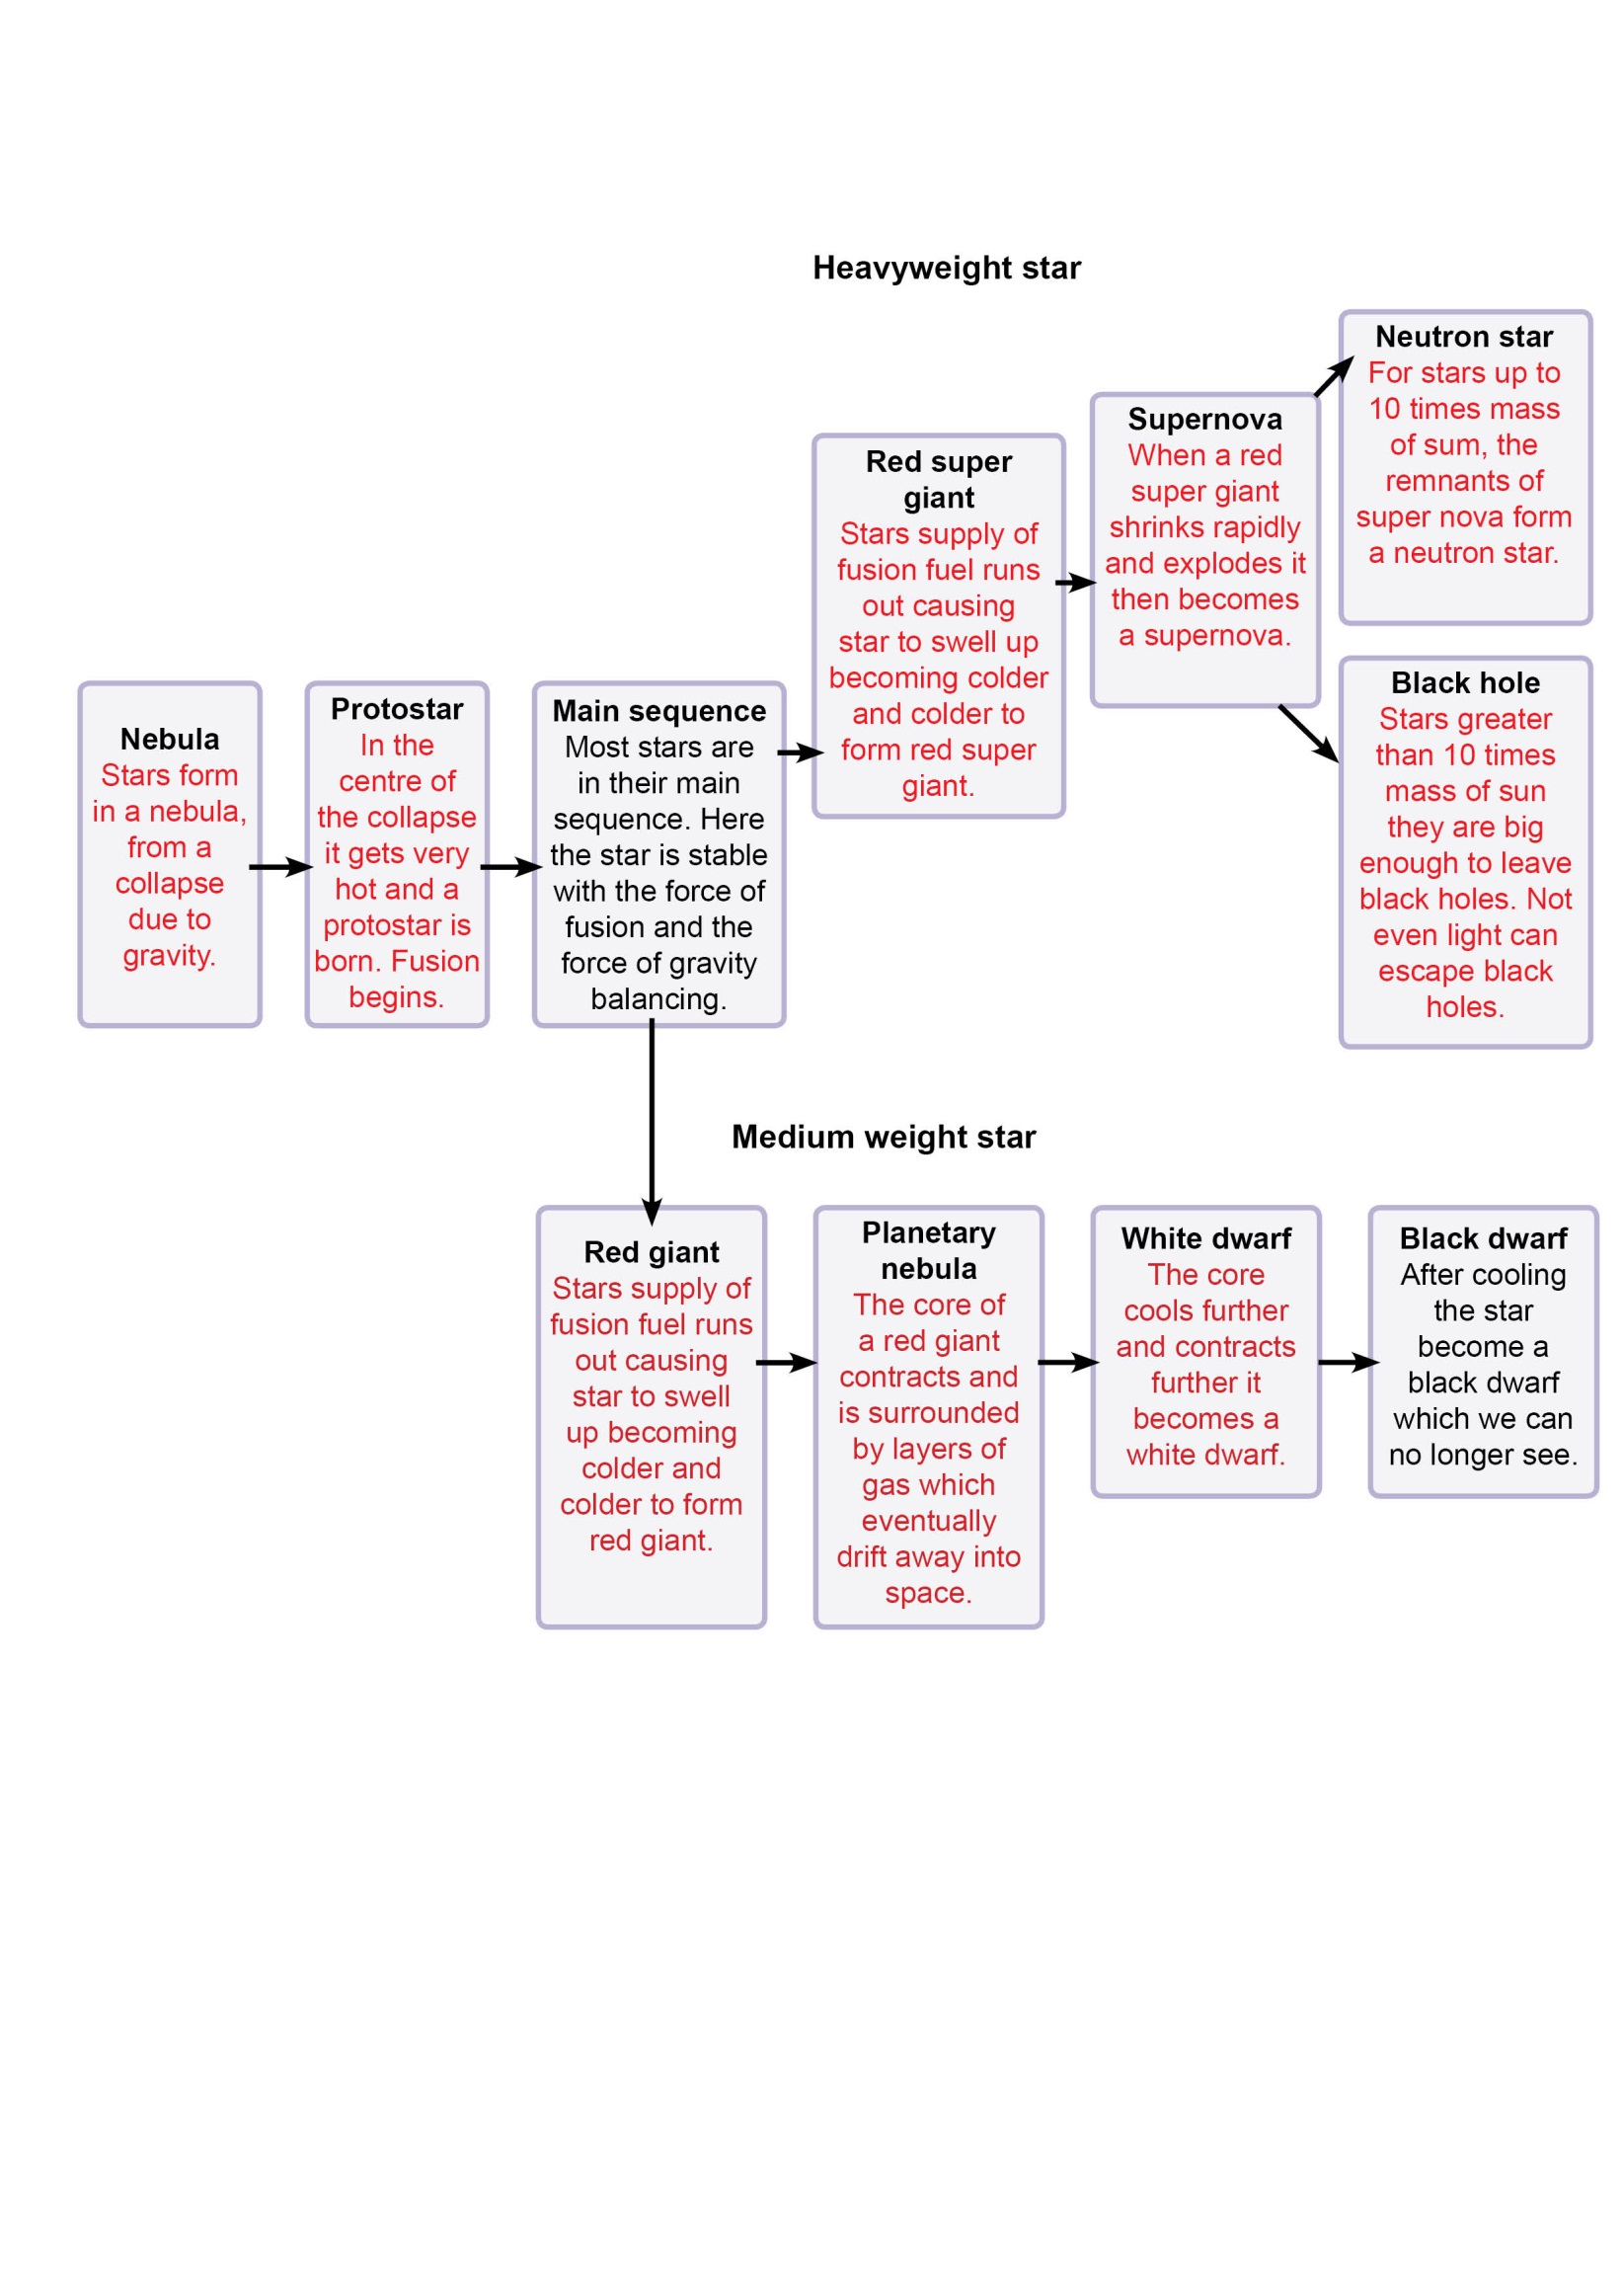 Heavyweight star
Nebula
Stars form
in a nebula,
from a
collapse
due to
gravity.
Protostar
In the
centre of
the collapse
it gets very
hot and a
protostar is
born. Fusion
begins.
Main sequence
Most stars are
in their main
sequence. Here
the star is stable
with the force of
fusion and the
force of gravity
balancing.
Red super
giant
Stars supply of
fusion fuel runs
out causing
star to swell up
becoming colder
and colder to
form red super
giant.
Supernova
When a red
super giant
shrinks rapidly
and explodes it
then becomes
a supernova.
Neutron star
For stars up to
10 times mass
of sum, the
remnants of
super nova form
a neutron star.
Black hole
Stars greater
than 10 times
mass of sun
they are big
enough to leave
black holes. Not
even light can
escape black
holes.
Medium weight star
Red giant
Stars supply of
fusion fuel runs
out causing
star to swell
up becoming
colder and
colder to form
red giant.
Planetary
nebula
The core of
a red giant
contracts and
is surrounded
by layers of
gas which
eventually
drift away into
space.
White dwarf
The core
cools further
and contracts
further it
becomes a
white dwarf.
Black dwarf
After cooling
the star
become a
black dwarf
which we can
no longer see.